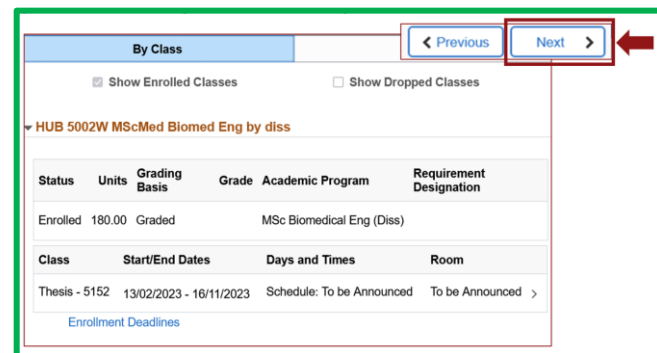 Previous Next
By Class
Show Enrolled Classes Show Dropped Classes
HUB 5002W MScMed Biomed Eng by diss
Status Units Grading Basis Grade Academic Program Requirement Designation
Enrolled 180.00 Graded MSc Biomedical Eng (Diss)
Class Start/End Dates Days and Times Room
Thesis - 5152 13/02/2023 - 16/11/2023 Schedule: To be Announced To be Announced
Enrollment Deadlines